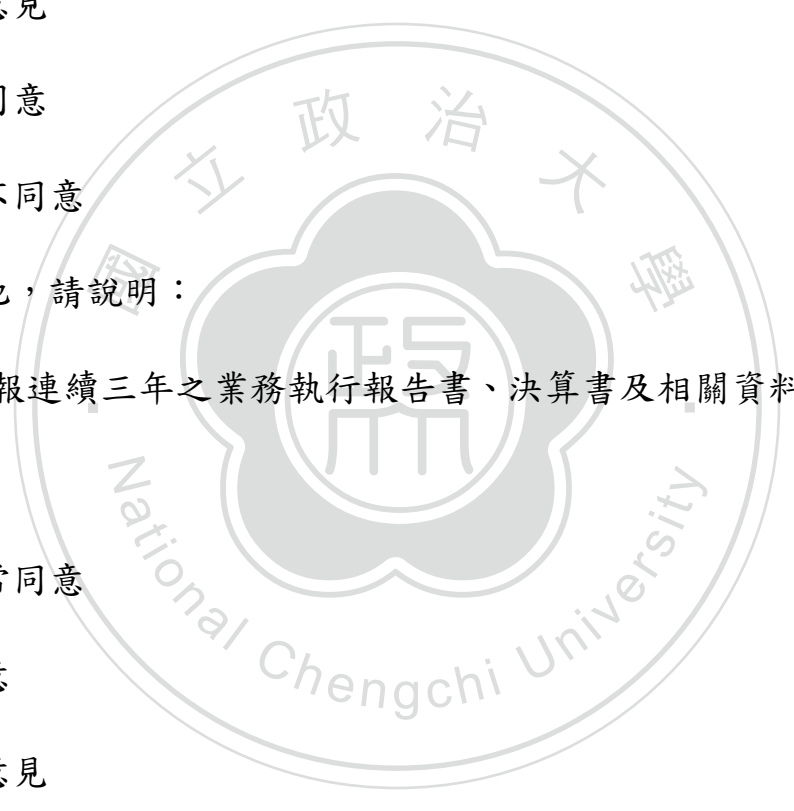 意見
同意
不同意
，請說明：
報連續三年之業務執行報告書、決算書及相關資料
常同意
意
意見
國立政治大學
政
National Chengchi University